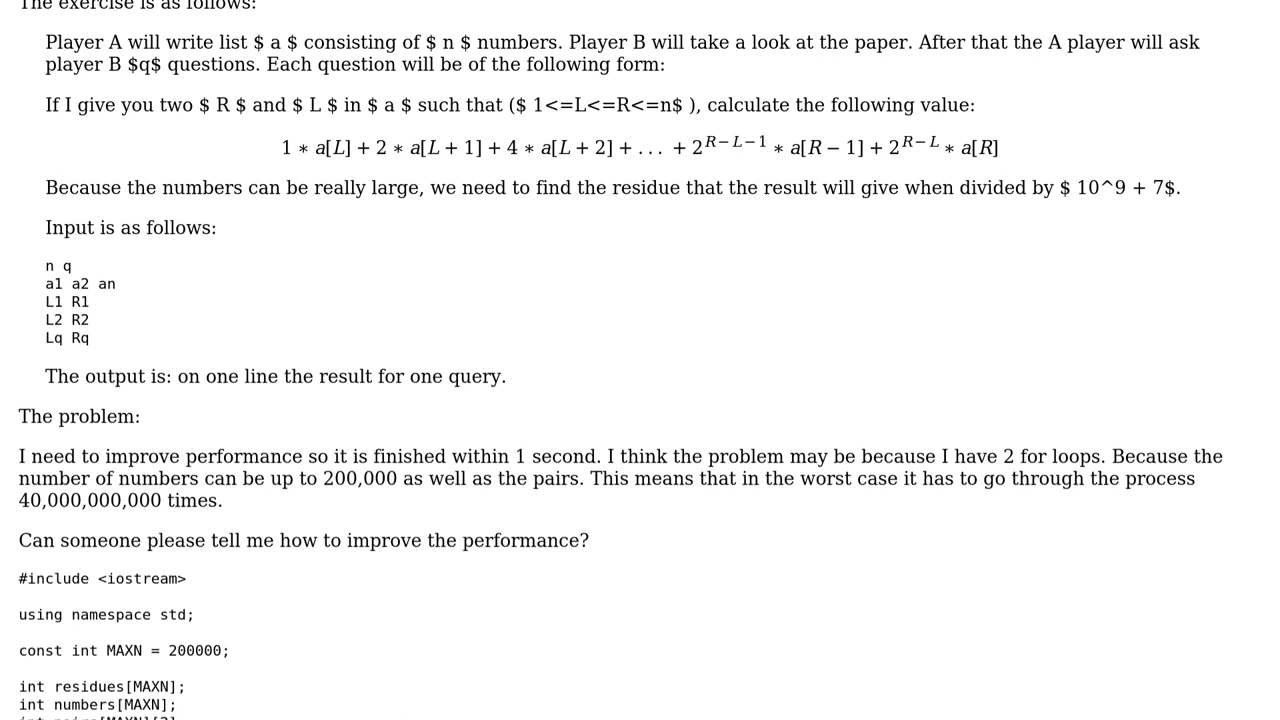 The exercise is as follows:
Player A will write list $ a $ consisting of $ n $ numbers. Player B will take a look at the paper. After that the A player will ask
player B $q$ questions. Each question will be of the following form:
If I give you two $ R $ and $ L $ in $ a $ such that ($ 1<=L<=R<=n$ ), calculate the following value:
1 * a[L] + 2 * a[L + 1] + 4 * a[L + 2] + . . . + 2^{R−L−1} * a[R − 1] + 2^{R−L} * a[R]
Because the numbers can be really large, we need to find the residue that the result will give when divided by $ 10^9 + 7$.
Input is as follows:
n q
a1 a2 an
L1 R1
L2 R2
Lq Rq
The output is: on one line the result for one query.
The problem:
I need to improve performance so it is finished within 1 second. I think the problem may be because I have 2 for loops. Because the
number of numbers can be up to 200,000 as well as the pairs. This means that in the worst case it has to go through the process
40,000,000,000 times.
Can someone please tell me how to improve the performance?
#include <iostream>
using namespace std;
const int MAXN = 200000;
int residues[MAXN];
int numbers[MAXN];
int pairs[MAXN][2]